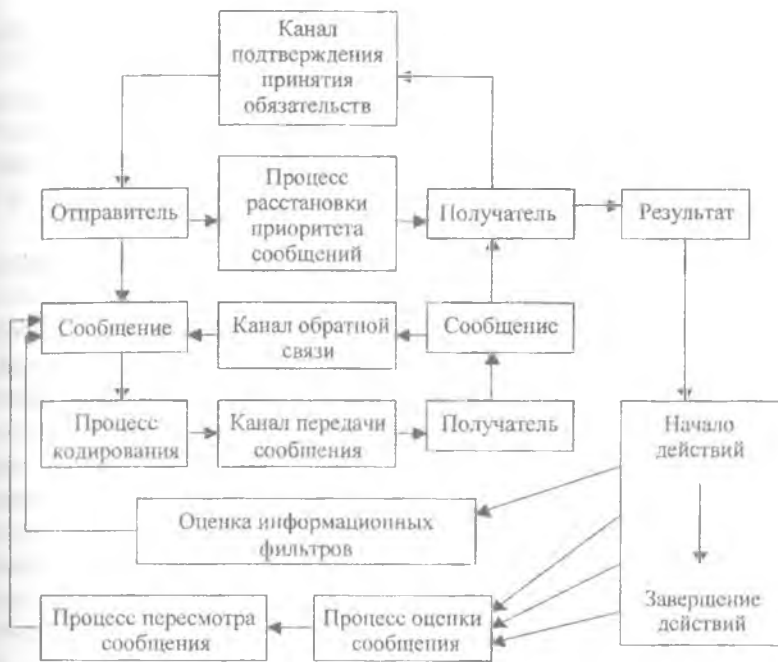 Канал
подтверждения
принятия
обязательств
Отправитель
Процесс
расстановки
приоритета
сообщений
Получатель
Результат
Сообщение
Канал обратной
связи
Сообщение
Процесс
кодирования
Канал передачи
сообщения
Получатель
Начало
действий
Оценка информационных
фильтров
Завершение
действий
Процесс пересмотра
сообщения
Процесс оценки
сообщения